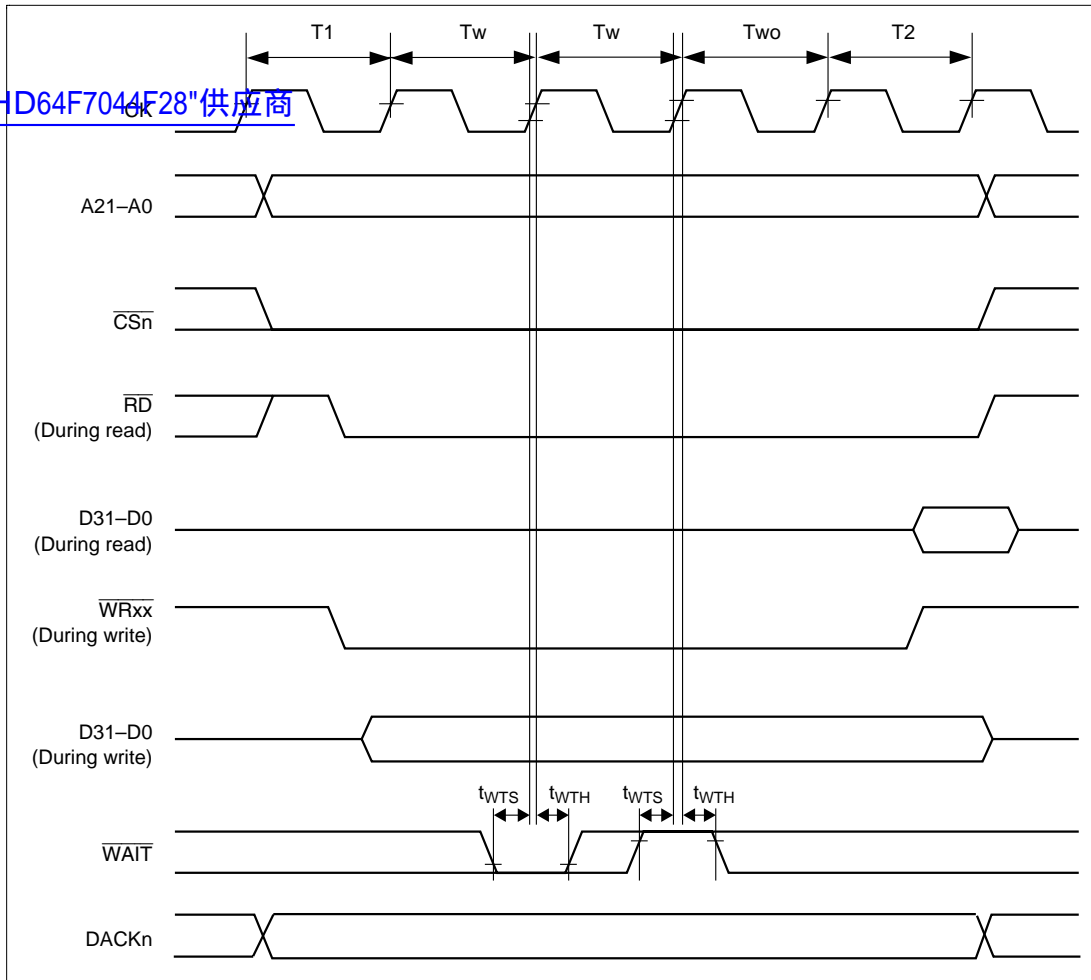 T1 Tw Tw Two T2
HD64F7044F28"供应商
CK
A21–A0
CSn
RD
(During read)
D31–D0
(During read)
WRxx
(During write)
D31–D0
(During write)
tWTS tWTH tWTS tWTH
WAIT
DACKn